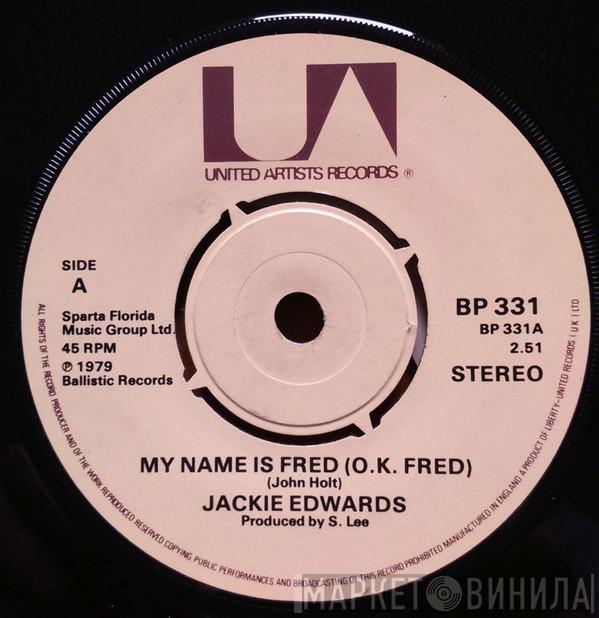 UA
UNITED ARTISTS RECORDS ®
SIDE
A
Sparta Florida
Music Group Ltd.
45 RPM
℗ 1979
Ballistic Records
BP 331
BP 331A
2.51
STEREO
MY NAME IS FRED (O.K. FRED)
(John Holt)
JACKIE EDWARDS
Produced by S. Lee
ALL RIGHTS OF THE RECORD PRODUCER AND OF THE WORK REPRODUCED RESERVED COPYING PUBLIC PERFORMANCES AND BROADCASTING OF THIS RECORD PROHIBITED MANUFACTURED IN ENGLAND A PRODUCT OF LIBERTY-UNITED RECORDS (UK) LTD
МАРКЕТ ВИНИЛА